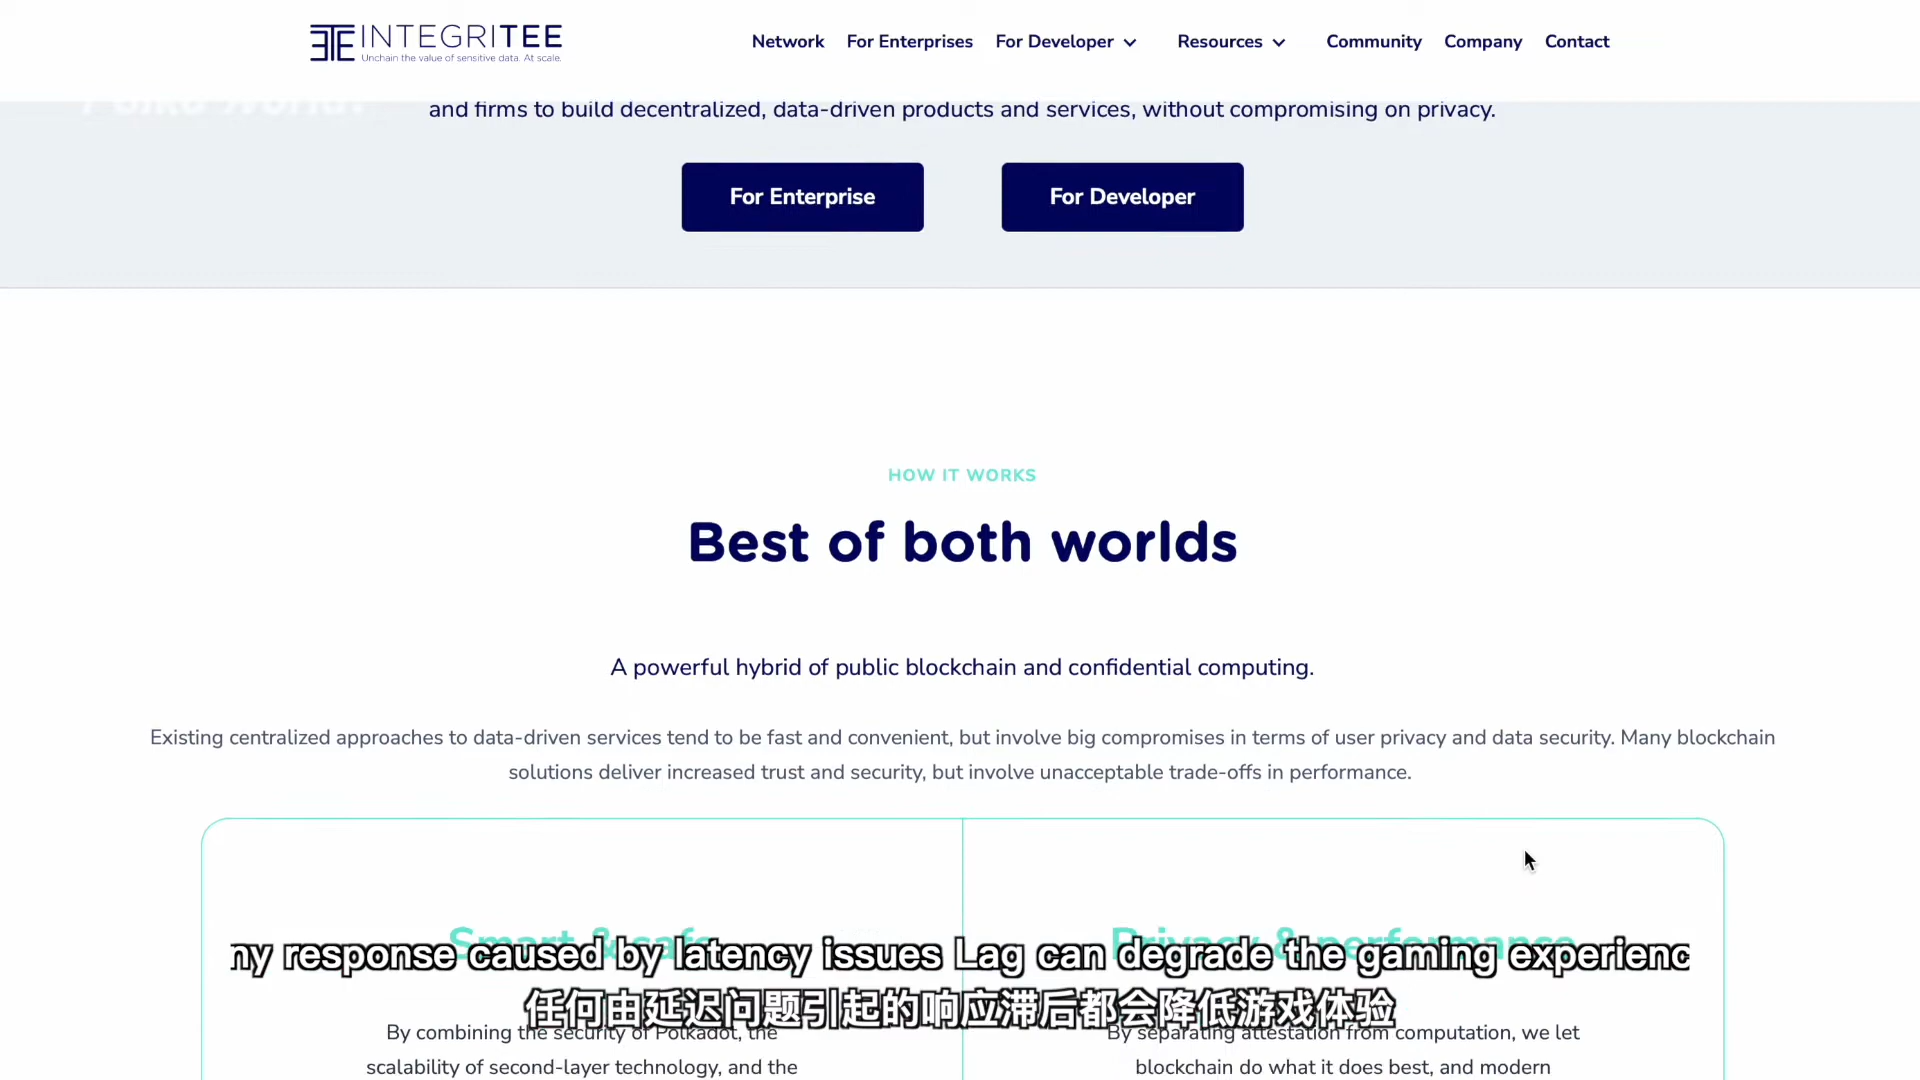 INTEGRITEE
Unchain the value of sensitive data. At scale.
Network For Enterprises For Developer Resources Community Company Contact
and firms to build decentralized, data-driven products and services, without compromising on privacy.
For Enterprise For Developer
HOW IT WORKS
Best of both worlds
A powerful hybrid of public blockchain and confidential computing.
Existing centralized approaches to data-driven services tend to be fast and convenient, but involve big compromises in terms of user privacy and data security. Many blockchain
solutions deliver increased trust and security, but involve unacceptable trade-offs in performance.
Smart & safe Privacy & performance
ny response caused by latency issues Lag can degrade the gaming experienc
任何由延迟问题引起的响应滞后都会降低游戏体验
By combining the security of Polkadot, the
scalability of second-layer technology, and the
By separating attestation from computation, we let
blockchain do what it does best, and modern